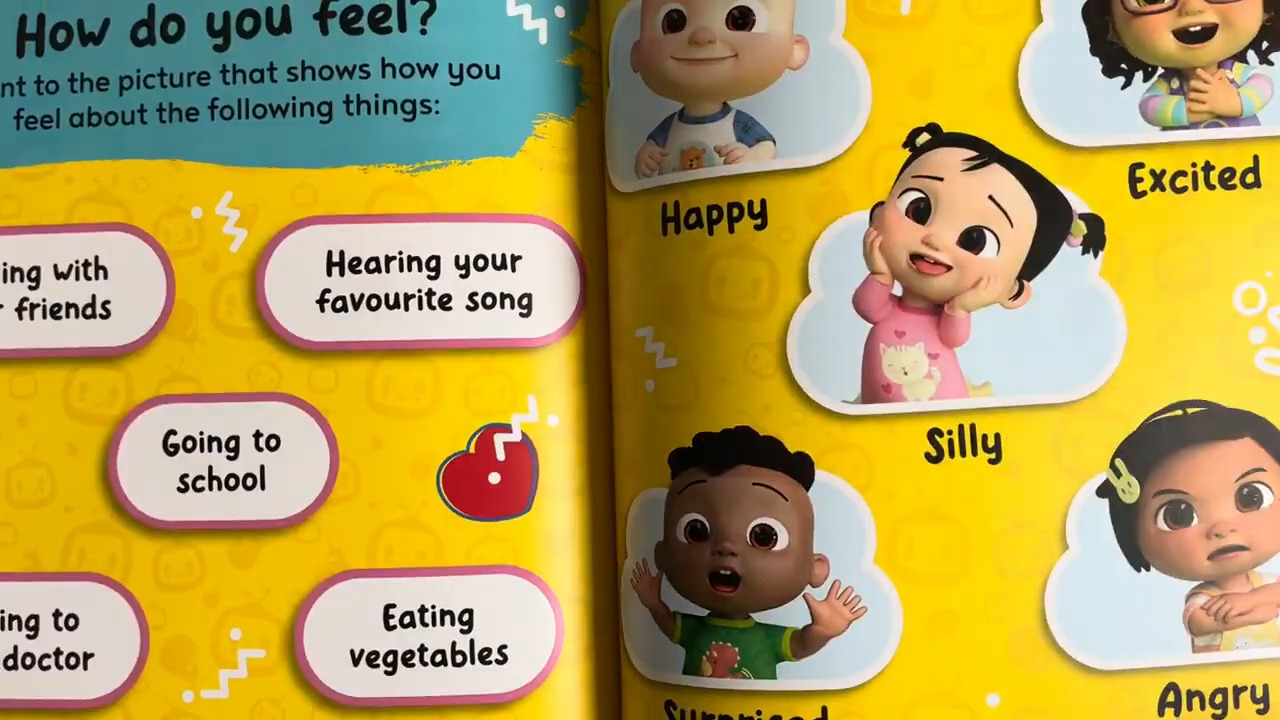 How do you feel?
nt to the picture that shows how you
feel about the following things:
ing with
friends
Hearing your
favourite song
Going to
school
ing to
doctor
Eating
vegetables
Happy
Excited
Silly
Surprised
Angry